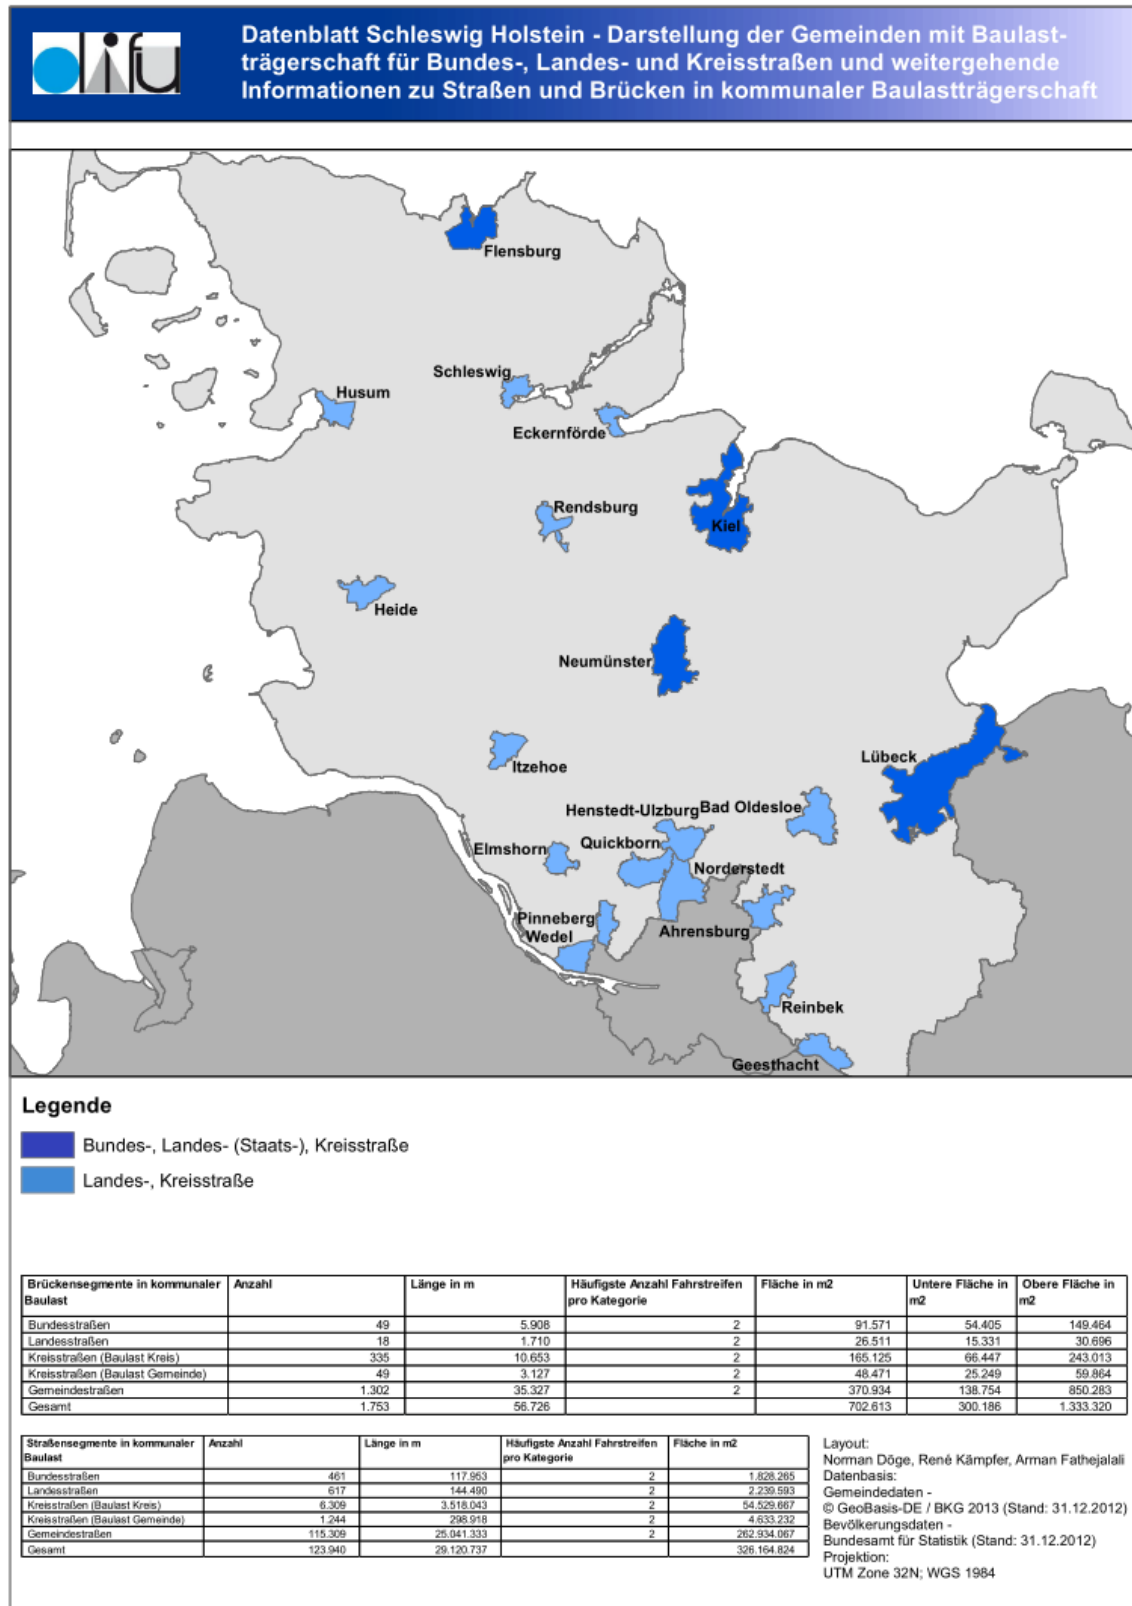 difu
Datenblatt Schleswig Holstein - Darstellung der Gemeinden mit Baulast-
trägerschaft für Bundes-, Landes- und Kreisstraßen und weitergehende
Informationen zu Straßen und Brücken in kommunaler Baulastträgerschaft
Flensburg
Schleswig
Husum
Eckernförde
Rendsburg
Kiel
Heide
Neumünster
Lübeck
Itzehoe
Henstedt-Ulzburg Bad Oldesloe
Elmshorn Quickborn
Norderstedt
Pinneberg
Wedel Ahrensburg
Reinbek
Geesthacht
Legende
Bundes-, Landes- (Staats-), Kreisstraße
Landes-, Kreisstraße
Brückensegmente in kommunaler Baulast Anzahl Länge in m Häufigste Anzahl Fahrstreifen pro Kategorie Fläche in m2 Untere Fläche in m2 Obere Fläche in m2
Bundesstraßen 49 5.908 2 91.571 54.405 149.464
Landesstraßen 18 1.710 2 26.511 15.331 30.696
Kreisstraßen (Baulast Kreis) 335 10.653 2 165.125 66.447 243.013
Kreisstraßen (Baulast Gemeinde) 49 3.127 2 48.471 25.249 59.864
Gemeindestraßen 1.302 35.327 2 370.934 138.754 850.283
Gesamt 1.753 56.726 702.613 300.186 1.333.320
Straßensegmente in kommunaler Baulast Anzahl Länge in m Häufigste Anzahl Fahrstreifen pro Kategorie Fläche in m2
Bundesstraßen 461 117.953 2 1.828.265
Landesstraßen 617 144.490 2 2.239.593
Kreisstraßen (Baulast Kreis) 6.309 3.518.043 2 54.529.667
Kreisstraßen (Baulast Gemeinde) 1.244 298.918 2 4.633.232
Gemeindestraßen 115.309 25.041.333 2 262.934.067
Gesamt 123.940 29.120.737 326.164.824
Layout:
Norman Döge, René Kämpfer, Arman Fathejalali
Datenbasis:
Gemeindedaten -
© GeoBasis-DE / BKG 2013 (Stand: 31.12.2012)
Bevölkerungsdaten -
Bundesamt für Statistik (Stand: 31.12.2012)
Projektion:
UTM Zone 32N; WGS 1984